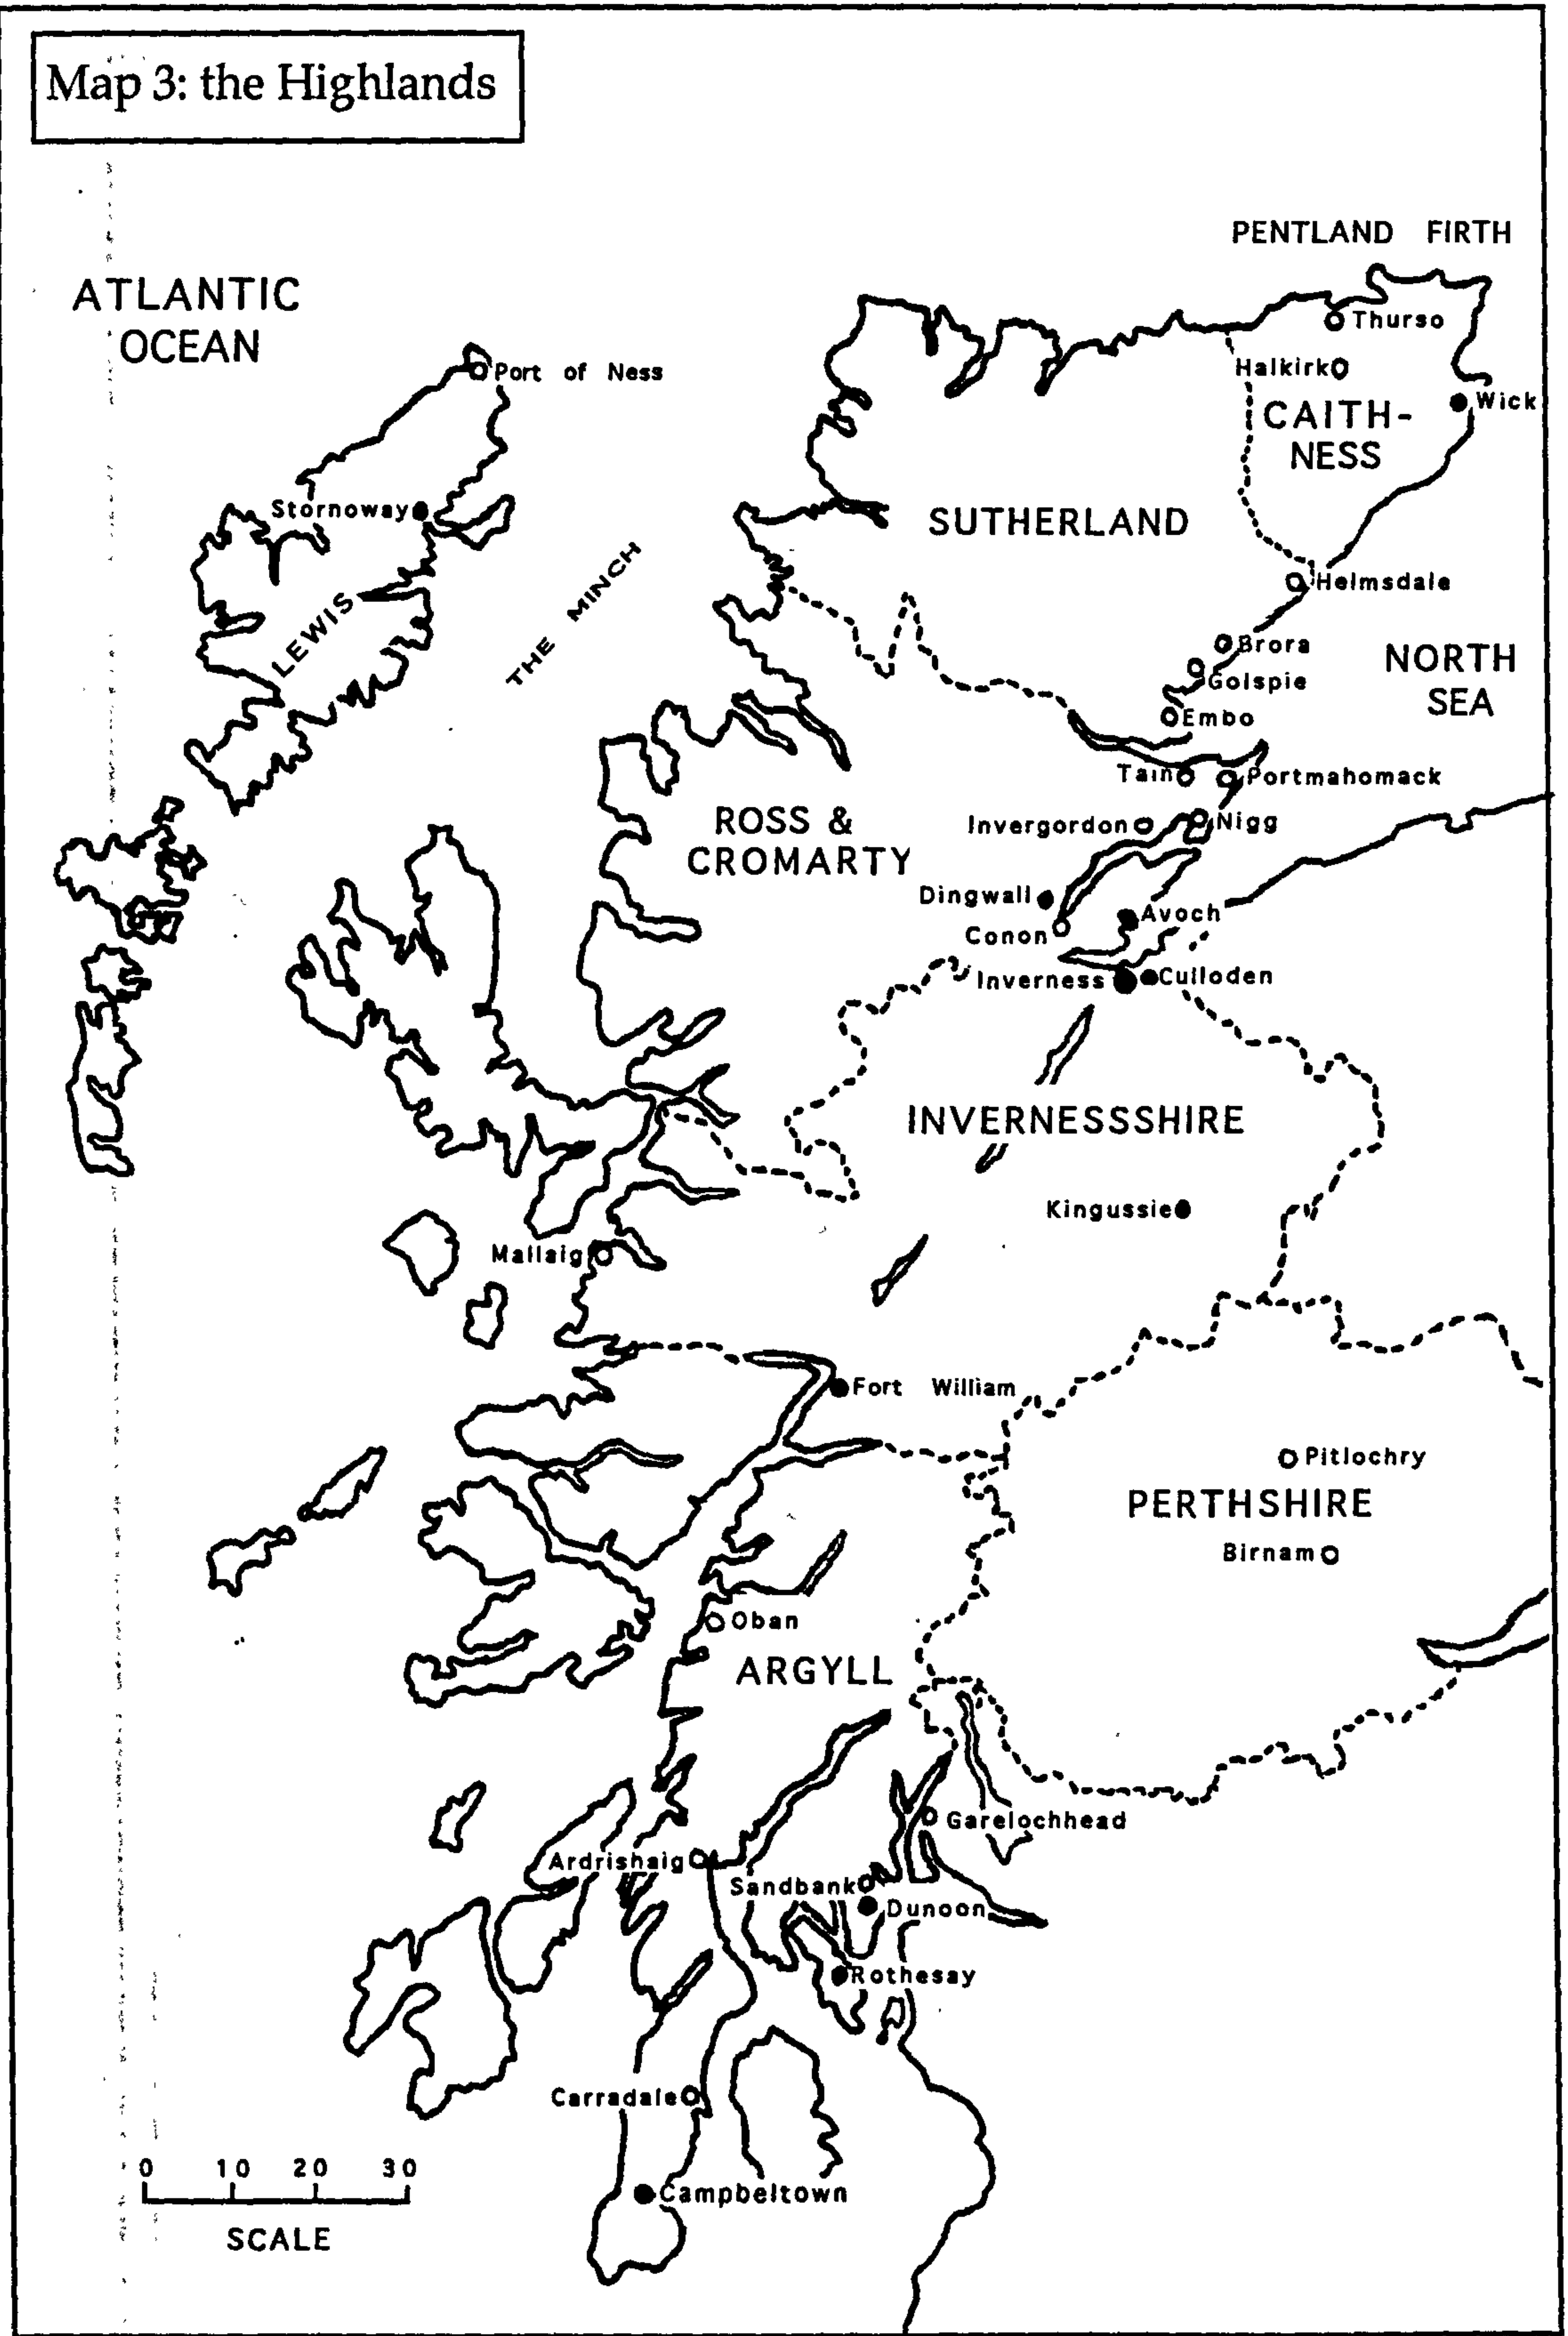 Map 3: the Highlands
PENTLAND FIRTH
ATLANTIC
OCEAN
Thurso
Port of Ness
Halkirk
Wick
CAITH-
NESS
Stornoway
SUTHERLAND
THE MINCH
Helmsdale
LEWIS
Brora
NORTH
SEA
Golspie
Embo
Tain
Portmahomack
ROSS &
CROMARTY
Invergordon
Nigg
Dingwall
Avoch
Conon
Inverness
Culloden
INVERNESSSHIRE
Kingussie
Mallaig
Fort William
Pitlochry
PERTHSHIRE
Birnam
Oban
ARGYLL
Garelochhead
Ardrishaig
Sandbank
Dunoon
Rothesay
Carradale
0 10 20 30
Campbeltown
SCALE